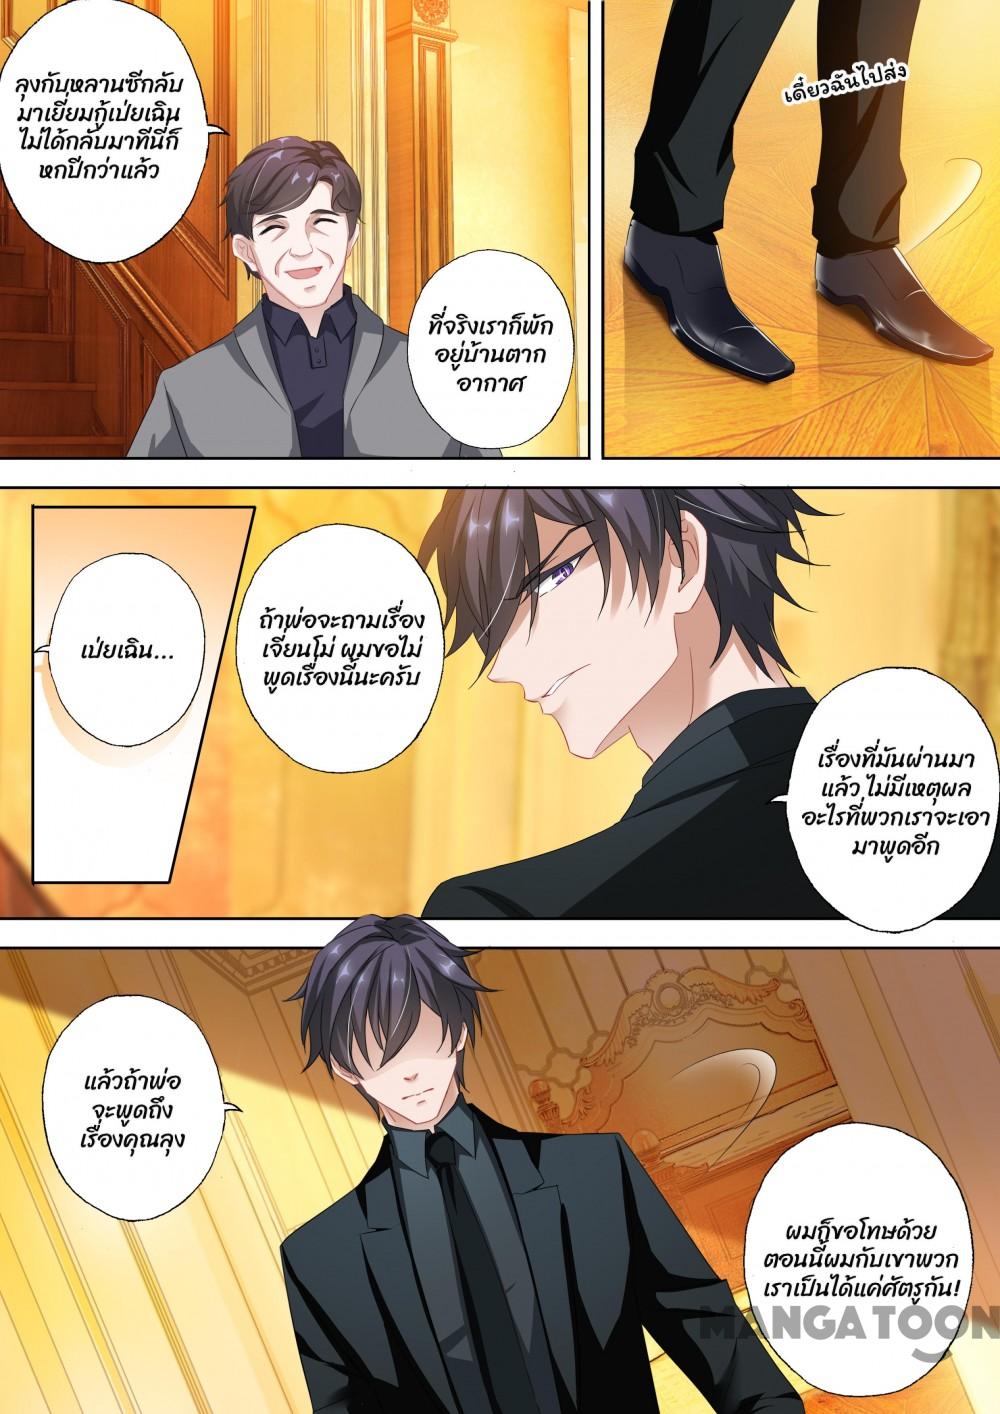 ลุงกับหลานซีกลับ
มาเยี่ยมกู้เป่ยเฉิน
ไม่ได้กลับมาทีนี่ก็
หกปีกว่าแล้ว
ที่จริงเราก็พัก
อยู่บ้านตาก
อากาศ
เดี๋ยวฉันไปส่ง
เป่ยเฉิน...
ถ้าพ่อจะถามเรื่อง
เจี่ยนโม่ ผมขอไม่
พูดเรื่องนี้นะครับ
เรื่องที่มันผ่านมา
แล้ว ไม่มีเหตุผล
อะไรที่พวกเราจะเอา
มาพูดอีก
แล้วถ้าพ่อ
จะพูดถึง
เรื่องคุณลุง
ผมก็ขอโทษด้วย
ตอนนี้ผมกับเขาพวก
เราเป็นได้แค่ศัตรูกัน!
MANGATOON